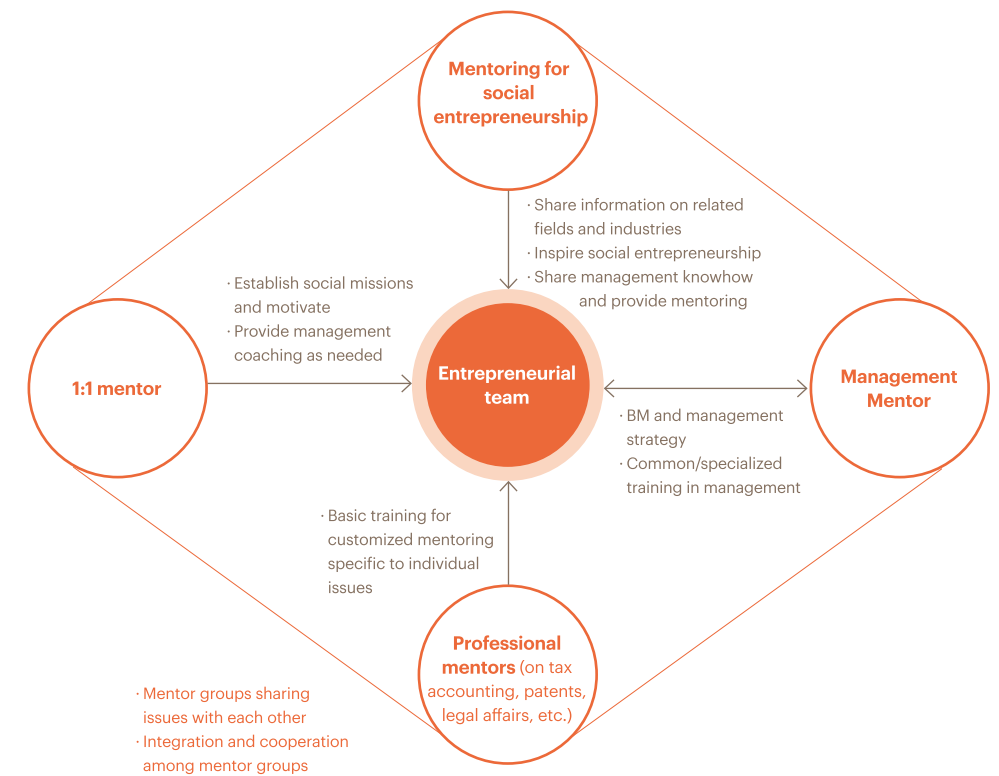 Mentoring for
social
entrepreneurship
· Share information on related
fields and industries
· Inspire social entrepreneurship
· Share management knowhow
and provide mentoring
· Establish social missions
and motivate
· Provide management
coaching as needed
1:1 mentor
Entrepreneurial
team
Management
Mentor
· BM and management
strategy
· Common/specialized
training in management
· Basic training for
customized mentoring
specific to individual
issues
Professional
mentors (on tax
accounting, patents,
legal affairs, etc.)
· Mentor groups sharing
issues with each other
· Integration and cooperation
among mentor groups